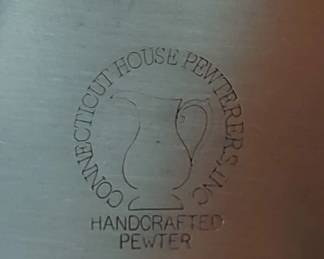 CONNECTICUT HOUSE PEWTERERS, INC
HANDCRAFTED
PEWTER